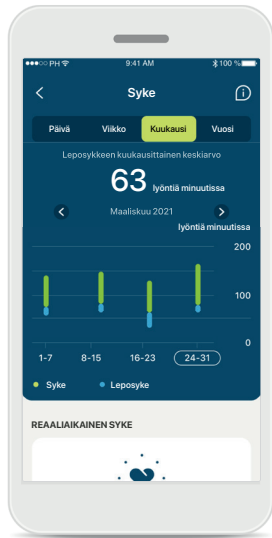 PH 9:41 AM 100 %
Syke
Päivä Viikko Kuukausi Vuosi
Leposykkeen kuukausittainen keskiarvo
63 lyöntiä minuutissa
Maaliskuu 2021
lyöntiä minuutissa
200
100
0
1-7 8-15 16-23 24-31
Syke Leposyke
REAALIAIKAINEN SYKE